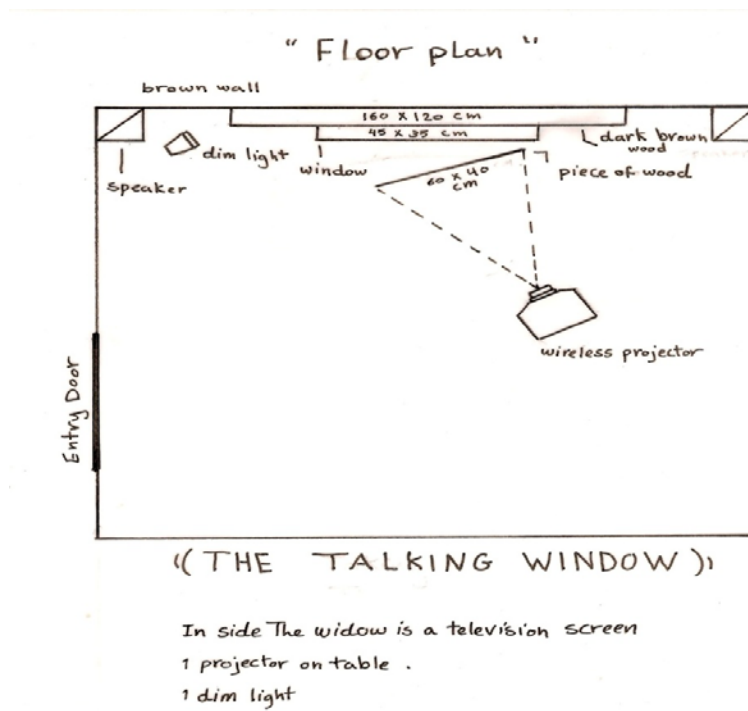 " Floor plan "
brown wall
160 X 120 cm
45 X 35 cm
dim light
window
dark brown
wood
speaker
60 x 40
cm
piece of wood
wireless projector
Entry Door
"( THE TALKING WINDOW )"
In side The widow is a television screen
1 projector on table .
1 dim light